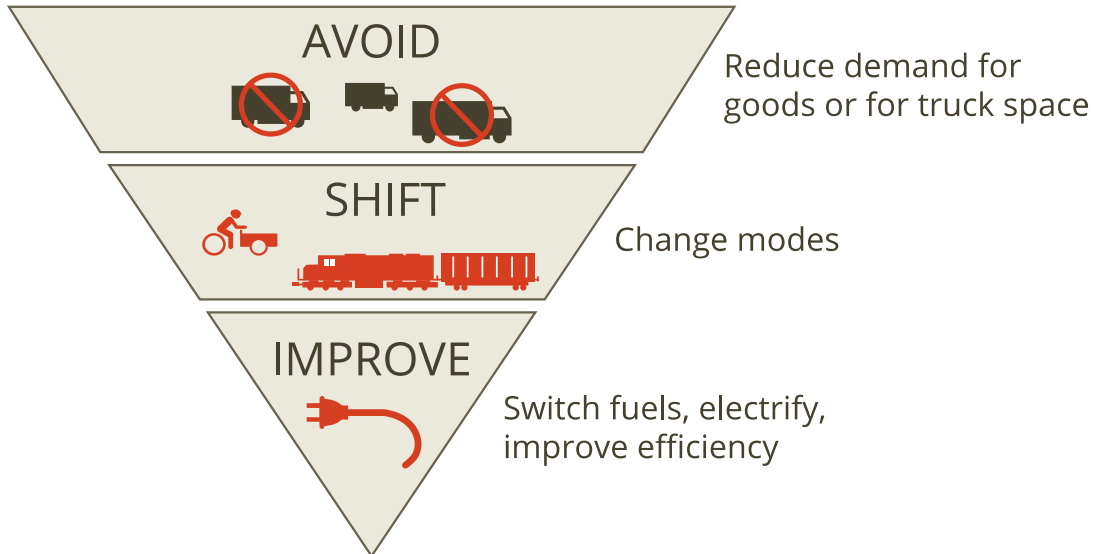 AVOID
Reduce demand for
goods or for truck space
SHIFT
Change modes
IMPROVE
Switch fuels, electrify,
improve efficiency